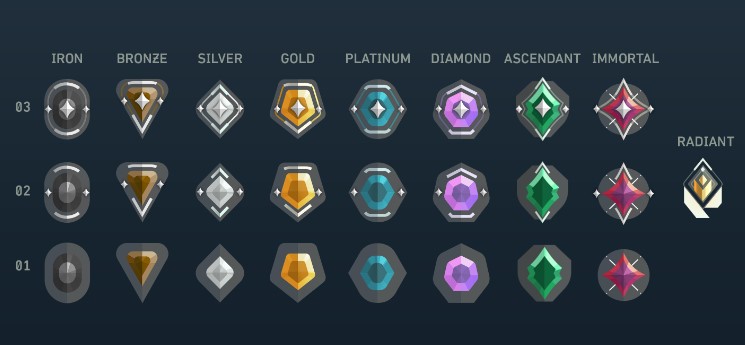 IRON BRONZE SILVER GOLD PLATINUM DIAMOND ASCENDANT IMMORTAL
03
RADIANT
02
01